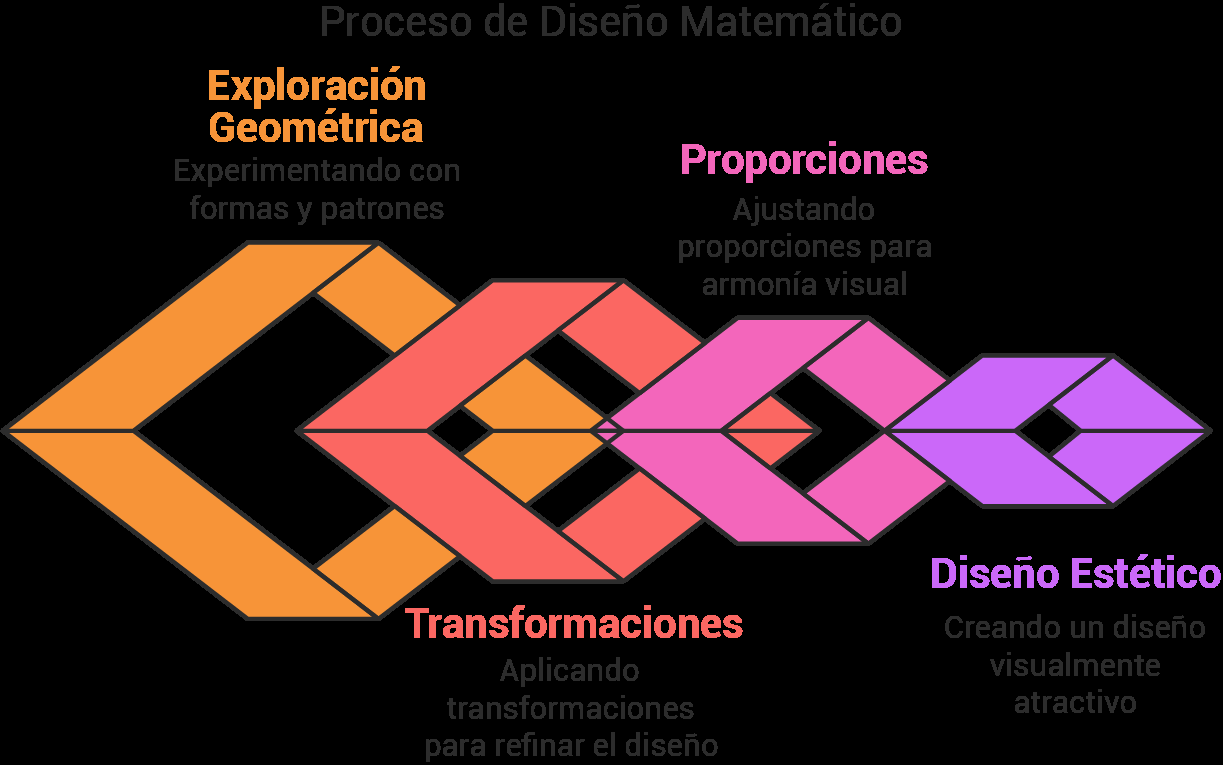 Proceso de Diseño Matemático
Exploración
Geométrica
Experimentando con
formas y patrones
Proporciones
Ajustando
proporciones para
armonía visual
Transformaciones
Aplicando
transformaciones
para refinar el diseño
Diseño Estético
Creando un diseño
visualmente
atractivo